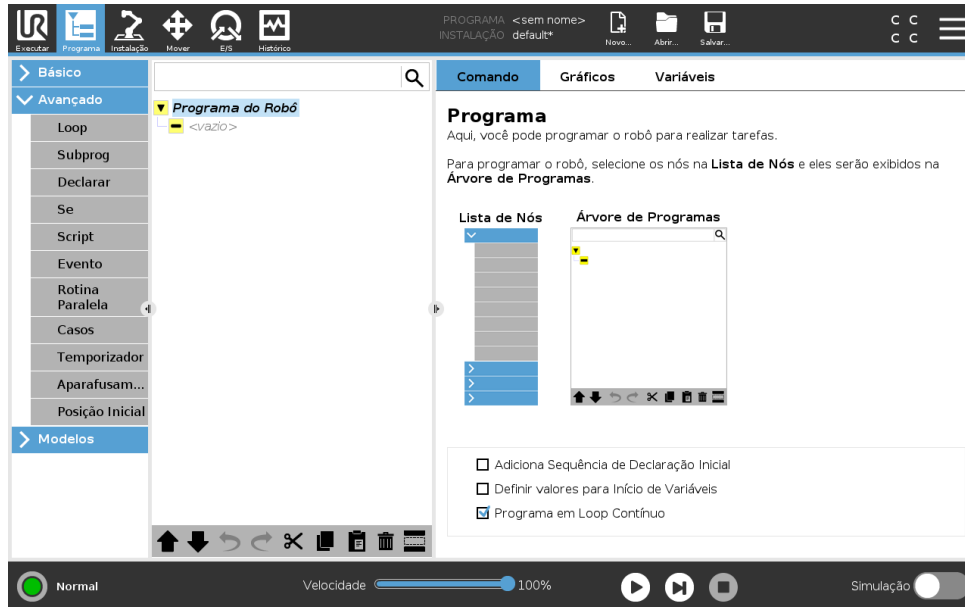 PROGRAMA <sem nome>
INSTALAÇÃO default*
C C
C C
Executar Programa Instalação Mover E/S Histórico Novo... Abrir... Salvar...
Básico
Avançado
Loop
Subprog
Declarar
Se
Script
Evento
Rotina
Paralela
Casos
Temporizador
Aparafusam...
Posição Inicial
Modelos
Programa do Robô
<vazio>
Comando Gráficos Variáveis
Programa
Aqui, você pode programar o robô para realizar tarefas.
Para programar o robô, selecione os nós na Lista de Nós e eles serão exibidos na
Árvore de Programas.
Lista de Nós Árvore de Programas
Adiciona Sequência de Declaração Inicial
Definir valores para Início de Variáveis
Programa em Loop Contínuo
Normal Velocidade 100% Simulação